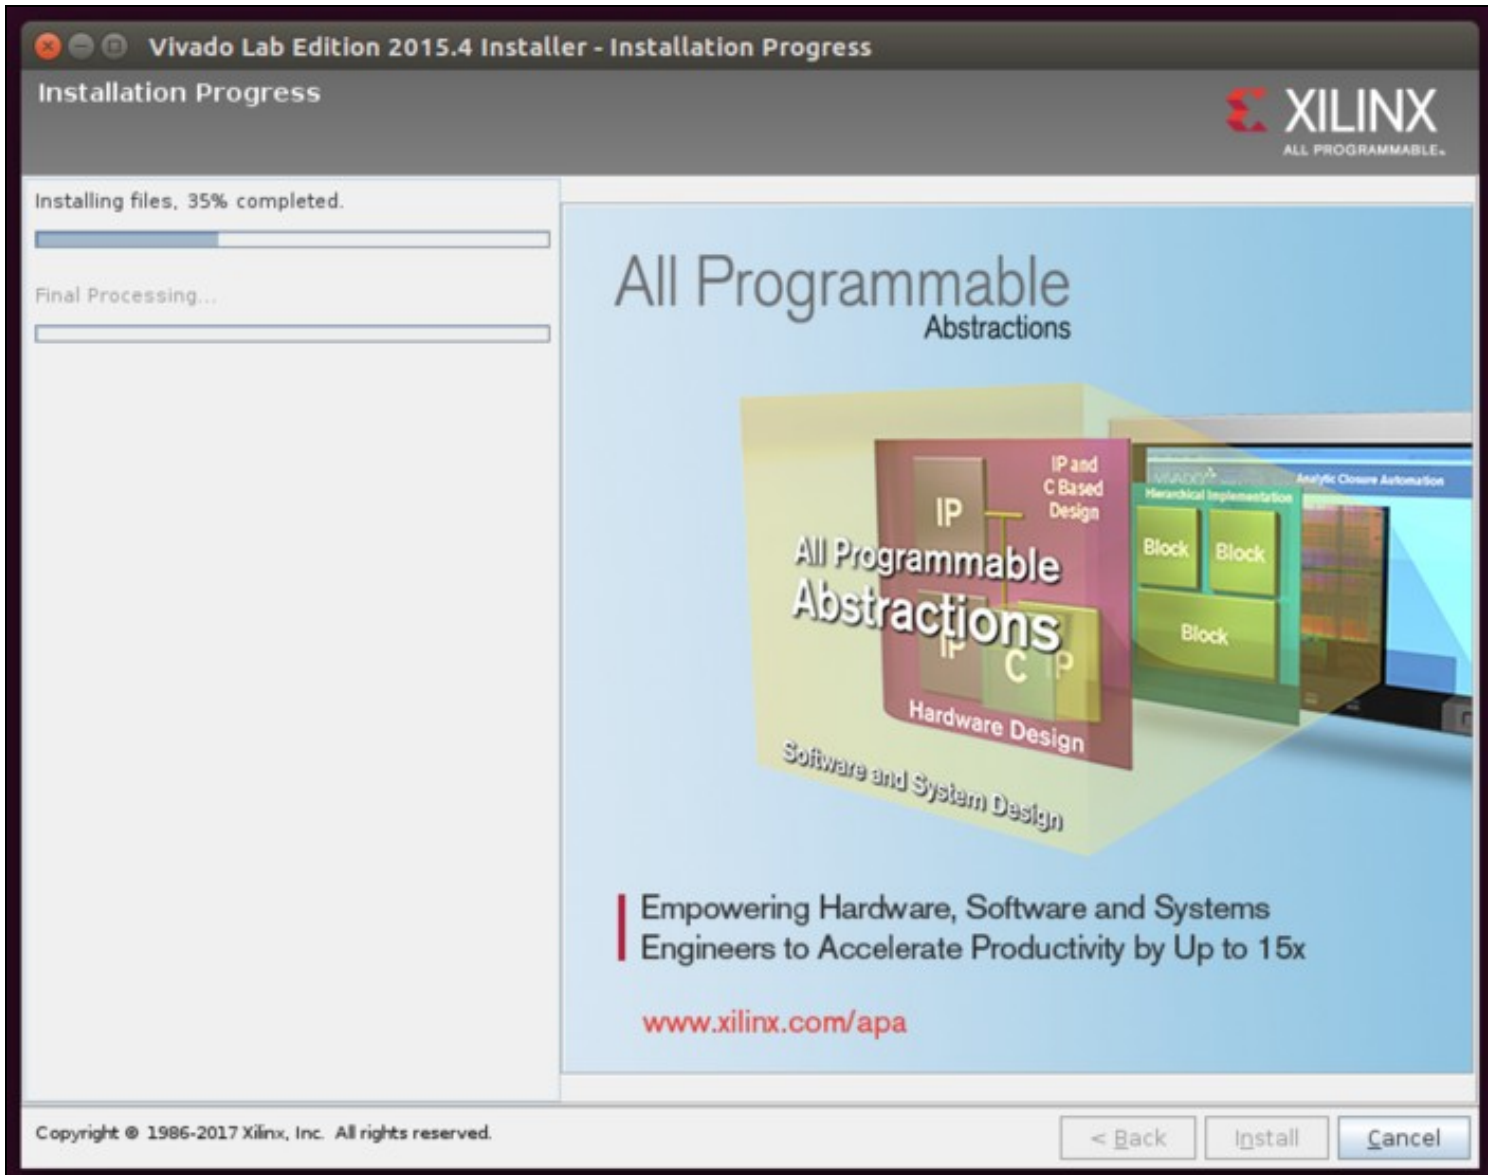 Vivado Lab Edition 2015.4 Installer - Installation Progress
Installation Progress
XILINX
ALL PROGRAMMABLE.
Installing files, 35% completed.
Final Processing...
All Programmable
Abstractions
IP and
C Based
Design
IP
All Programmable
Abstractions
IP
C
IP
Hardware Design
Software and System Design
VIVADO
Analytic Closure Automation
Hierarchical Implementation
Block
Block
Block
Empowering Hardware, Software and Systems
Engineers to Accelerate Productivity by Up to 15x
www.xilinx.com/apa
Copyright © 1986-2017 Xilinx, Inc. All rights reserved.
< Back
Install
Cancel